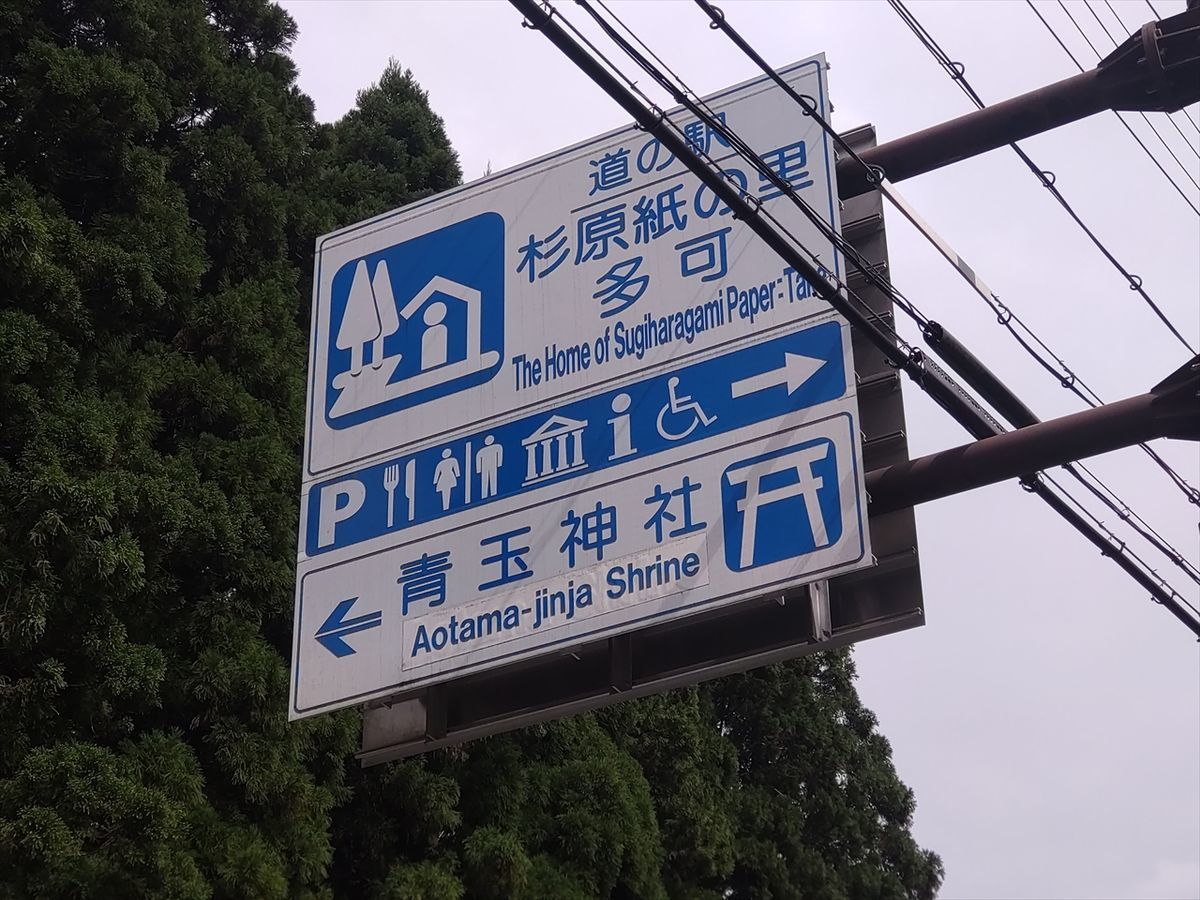 道の駅
杉原紙の里
多可
The Home of Sugiharagami Paper-Taka
P
青玉神社
Aotama-jinja Shrine